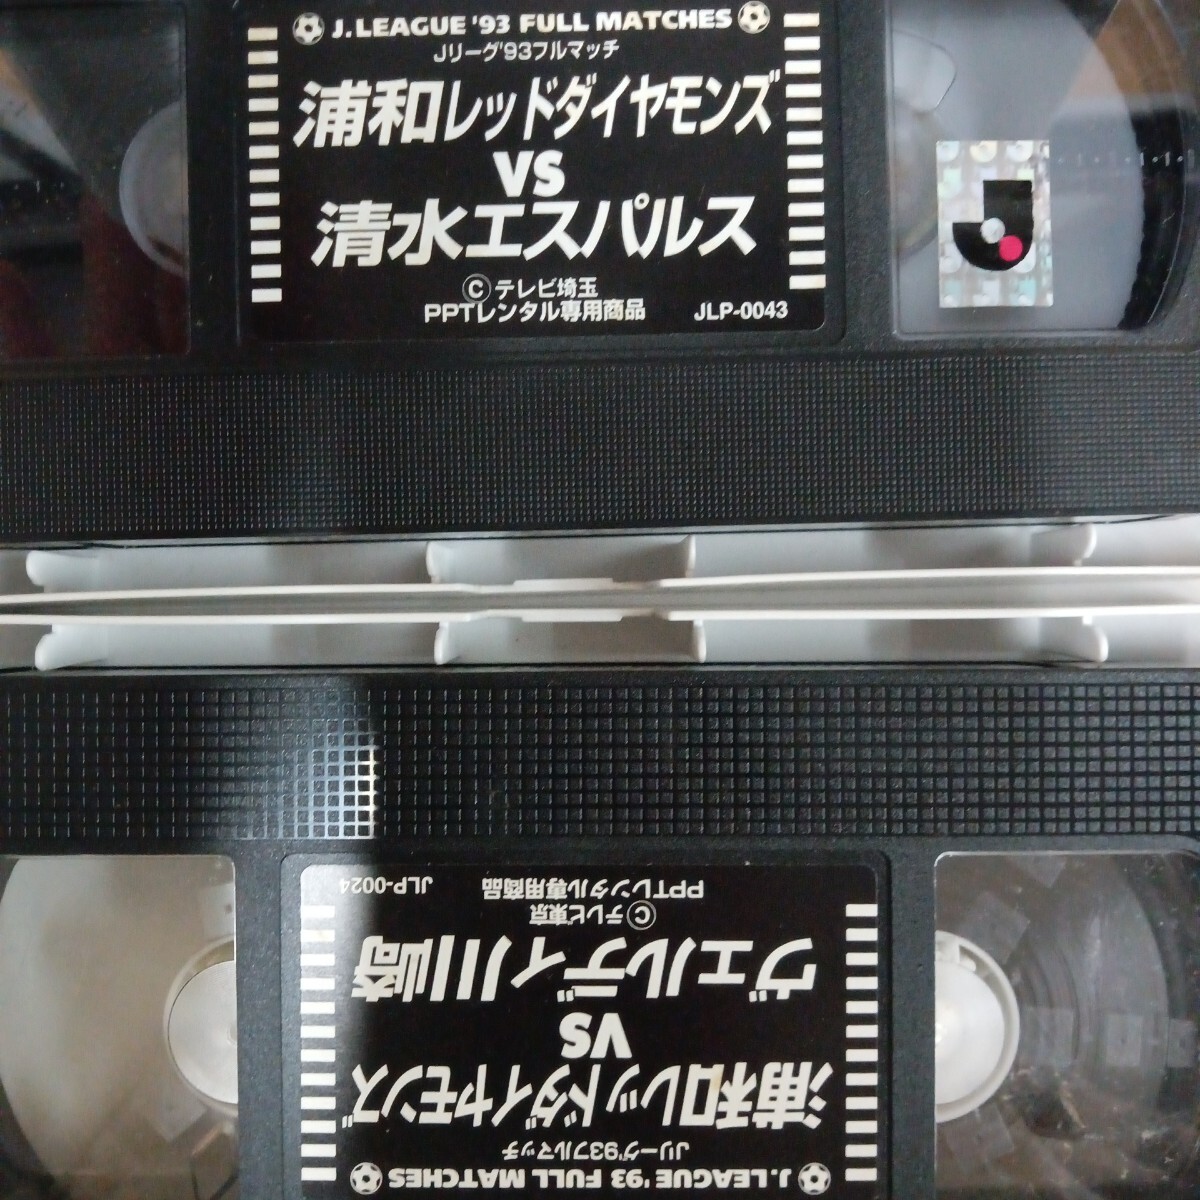 J.LEAGUE '93 FULL MATCHES
Jリーグ'93フルマッチ
浦和レッドダイヤモンズ
VS
清水エスパルス
Ⓒテレビ埼玉
PPTレンタル専用商品 JLP-0043
J.LEAGUE '93 FULL MATCHES
Jリーグ'93フルマッチ
浦和レッドダイヤモンズ
VS
ヴェルディ川崎
Ⓒテレビ東京
PPTレンタル専用商品 JLP-0024